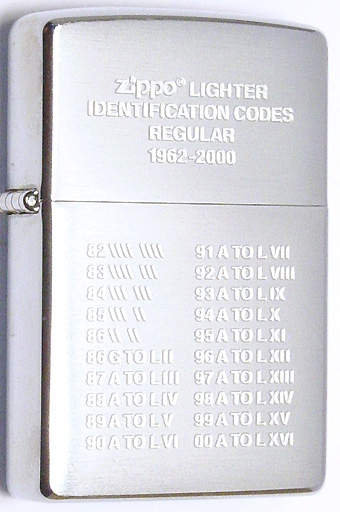 Zippo® LIGHTER
IDENTIFICATION CODES
REGULAR
1962-2000
82 \\\\ \\\\
83 \\\\ \\\
84 \\\ \\\
85 \\\ \\
86 \\ \\
86 G TO L II
87 A TO L III
88 A TO L IV
89 A TO L V
90 A TO L VI
91 A TO L VII
92 A TO L VIII
93 A TO L IX
94 A TO L X
95 A TO L XI
96 A TO L XII
97 A TO L XIII
98 A TO L XIV
99 A TO L XV
00 A TO L XVI